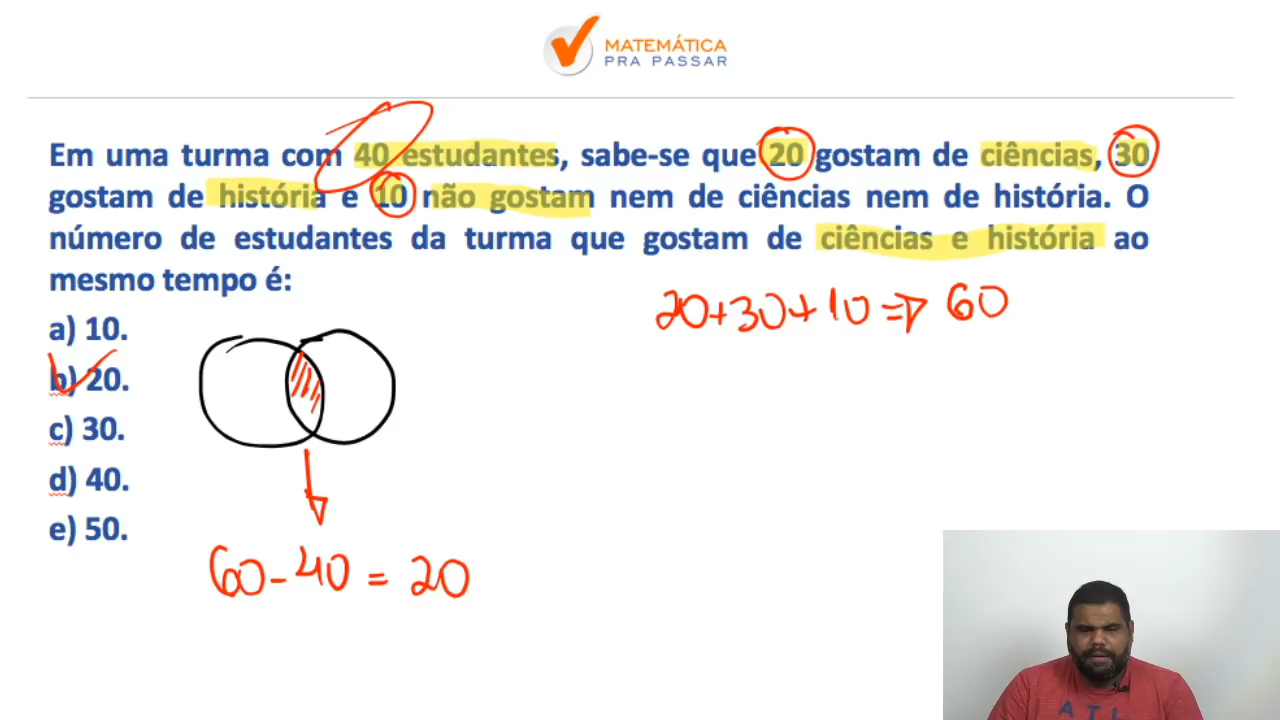 MATEMÁTICA
PRA PASSAR
Em uma turma com 40 estudantes, sabe-se que 20 gostam de ciências, 30
gostam de história e 10 não gostam nem de ciências nem de história. O
número de estudantes da turma que gostam de ciências e história ao
mesmo tempo é:
20+30+10 ⇒ 60
a) 10.
b) 20.
c) 30.
d) 40.
e) 50.
60-40 = 20
ATL